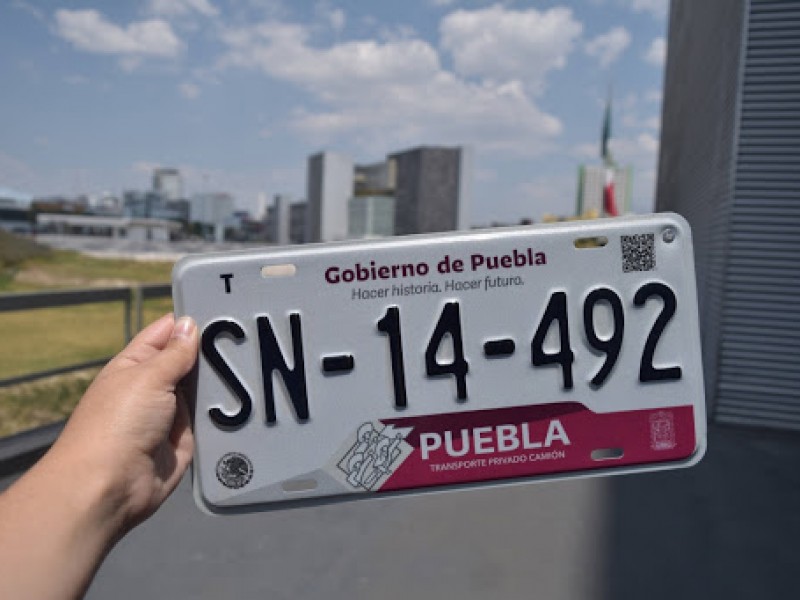 T
Gobierno de Puebla
Hacer historia. Hacer futuro.
SN-14-492
PUEBLA
TRANSPORTE PRIVADO CAMIÓN